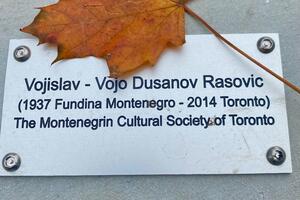 Vojislav - Vojo Dusanov Rasovic
(1937 Fundina Montenegro - 2014 Toronto)
The Montenegrin Cultural Society of Toronto